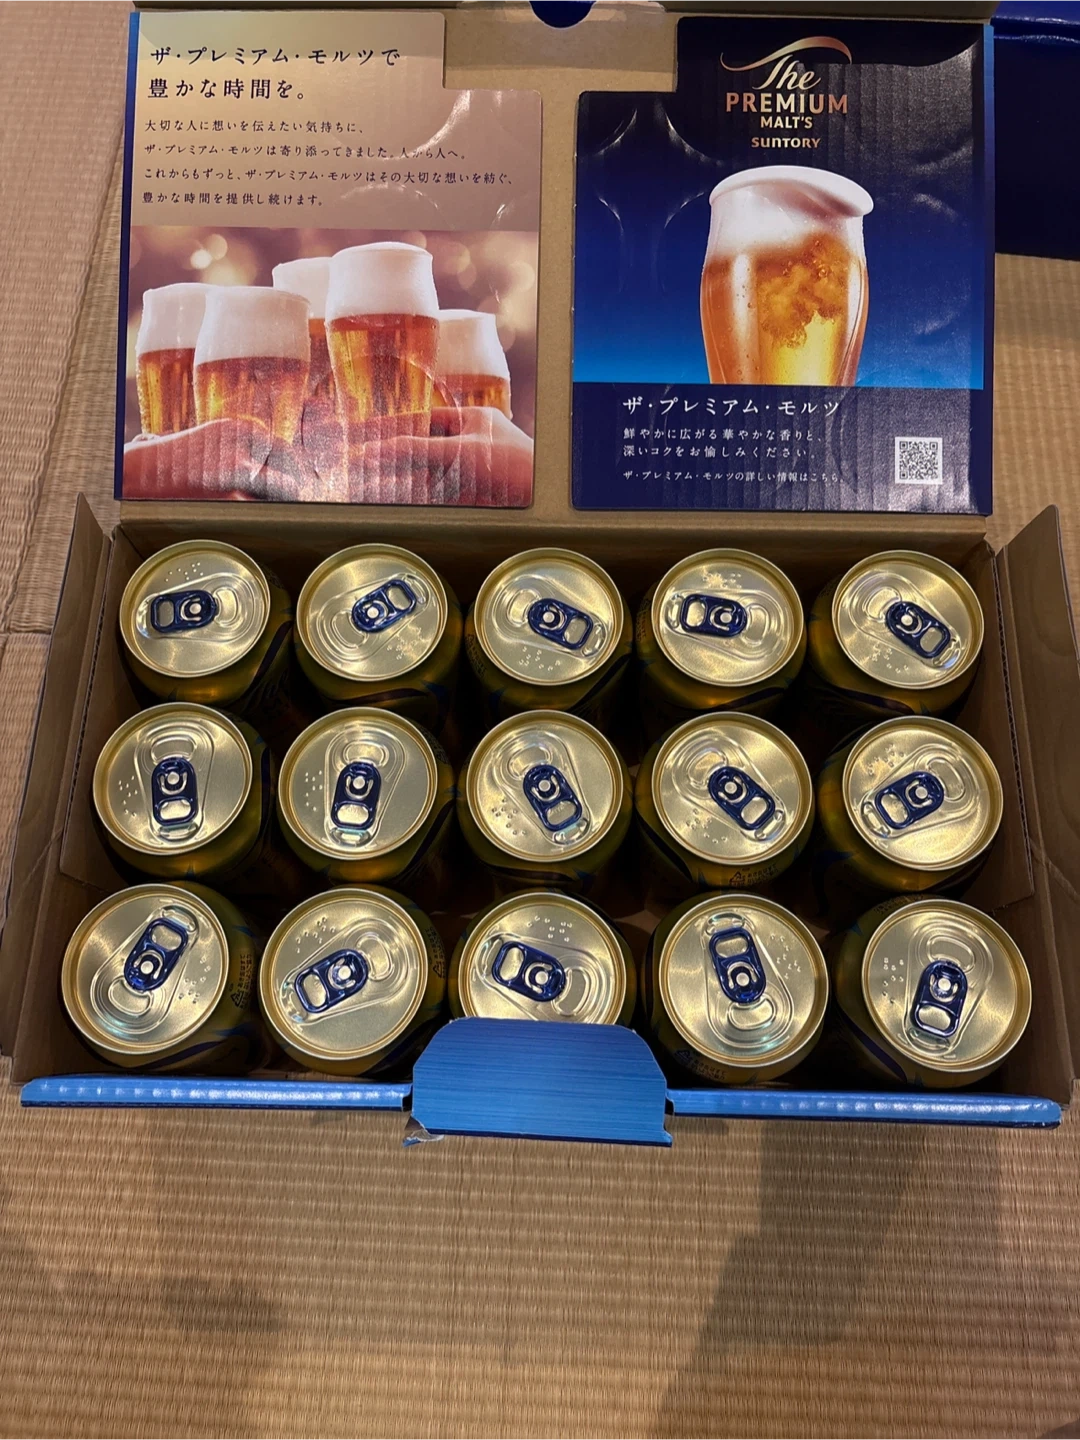 ザ・プレミアム・モルツで
豊かな時間を。
大切な人に想いを伝えたい気持ちに、
ザ・プレミアム・モルツは寄り添ってきました。人から人へ。
これからもずっと、ザ・プレミアム・モルツはその大切な想いを紡ぐ、
豊かな時間を提供し続けます。
The
PREMIUM
MALT'S
SUNTORY
ザ・プレミアム・モルツ
鮮やかに広がる華やかな香りと、
深いコクをお愉しみください。
ザ・プレミアム・モルツの詳しい情報はこちら